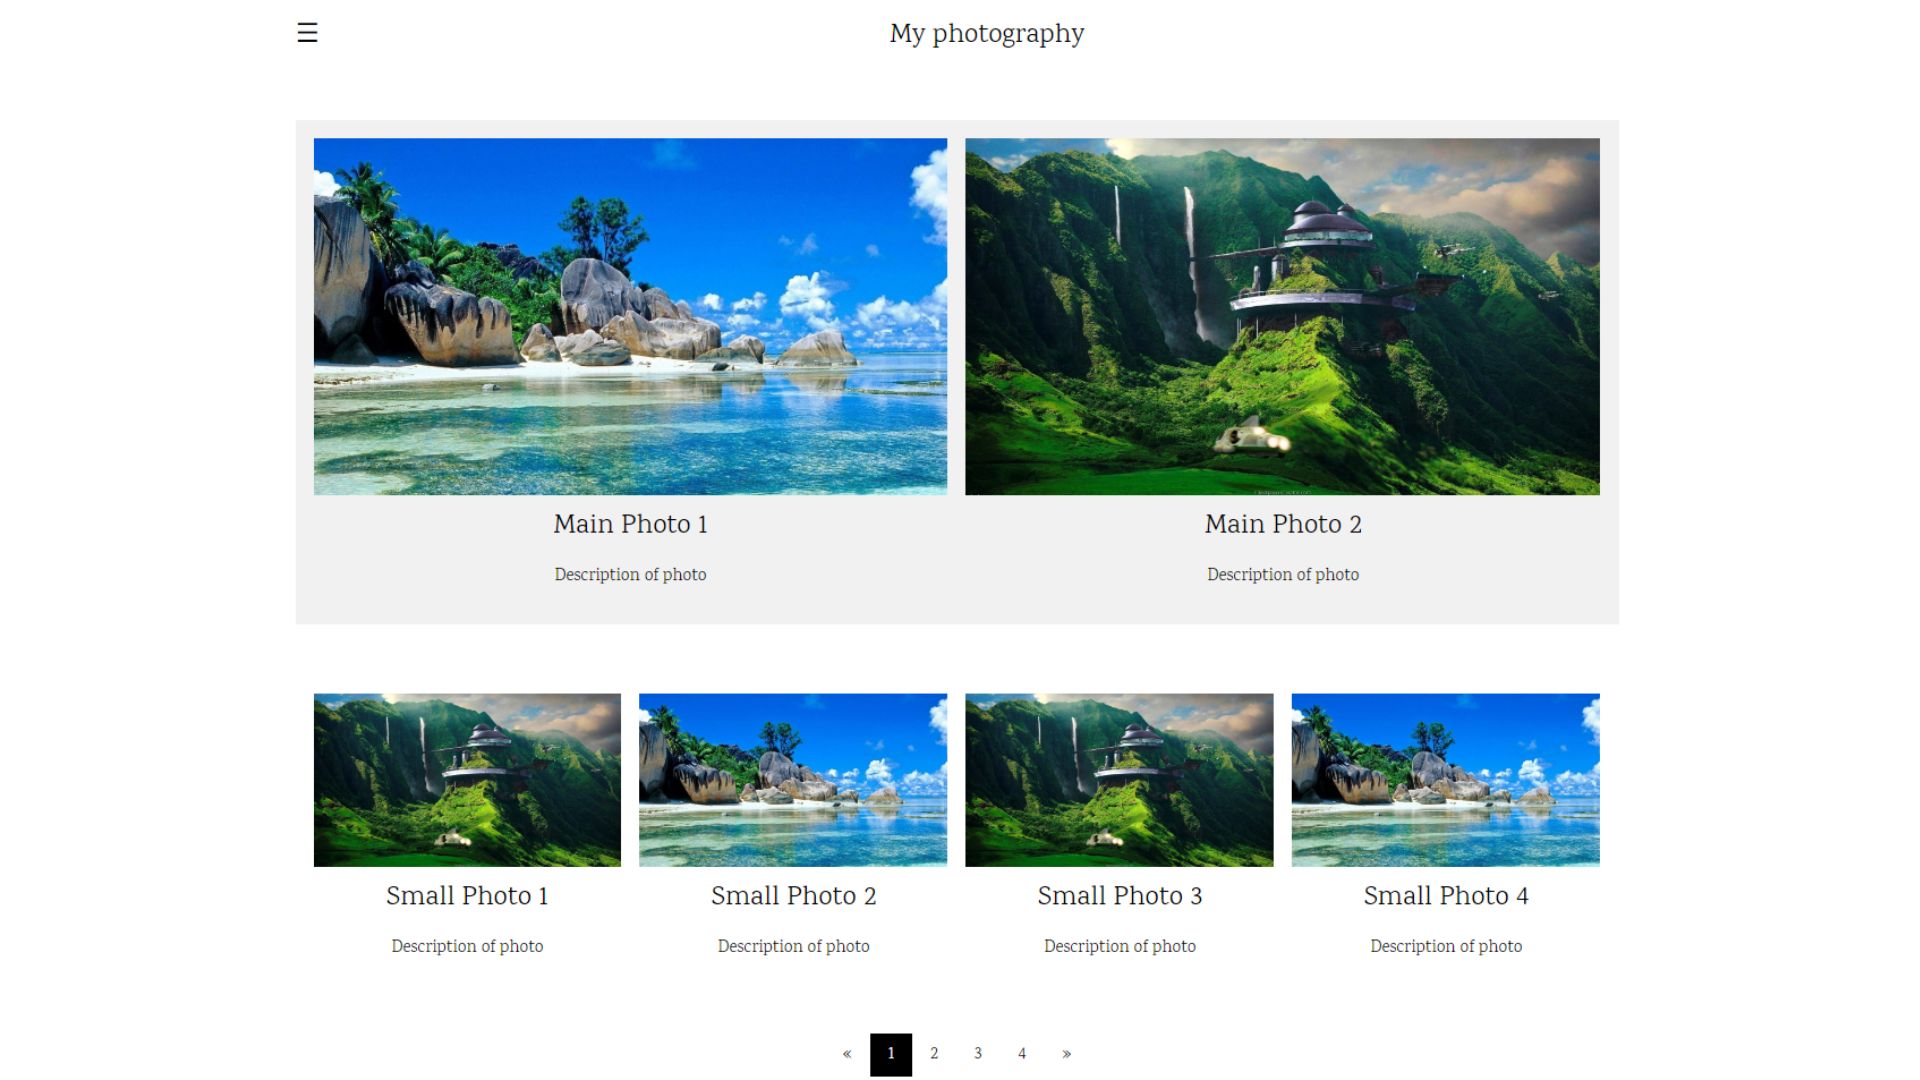 ☰ My photography
Main Photo 1 Main Photo 2
Description of photo Description of photo
Small Photo 1 Small Photo 2 Small Photo 3 Small Photo 4
Description of photo Description of photo Description of photo Description of photo
« 1 2 3 4 »